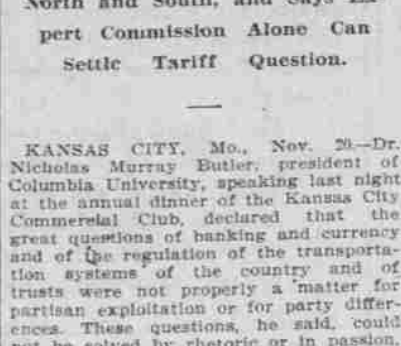 North and South, and Says Ex-
pert Commission Alone Can
Settle Tariff Question.
KANSAS CITY, Mo., Nov. 20.—Dr.
Nicholas Murray Butler, president of
Columbia University, speaking last night
at the annual dinner of the Kansas City
Commercial Club, declared that the
great questions of banking and currency
and of the regulation of the transporta-
tion systems of the country and of
trusts were not properly a matter for
partisan exploitation or for party differ-
ences. These questions, he said, could
not be solved by rhetoric or in passion,